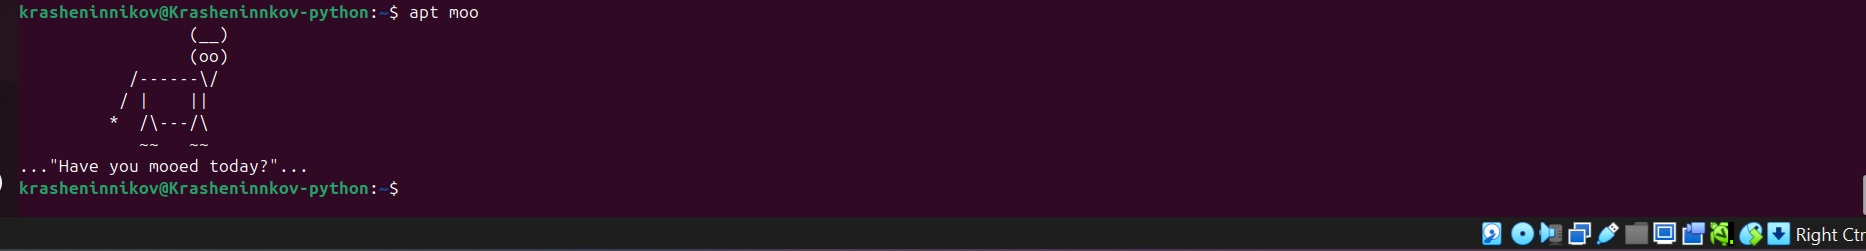 krasheninnikov@Krasheninnkov-python:~$ apt moo
                 (__)
                 (oo)
           /------\/
          / |    ||
         *  /\---/\
            ~~   ~~
..."Have you mooed today?"...
krasheninnikov@Krasheninnkov-python:~$
Right Ctr